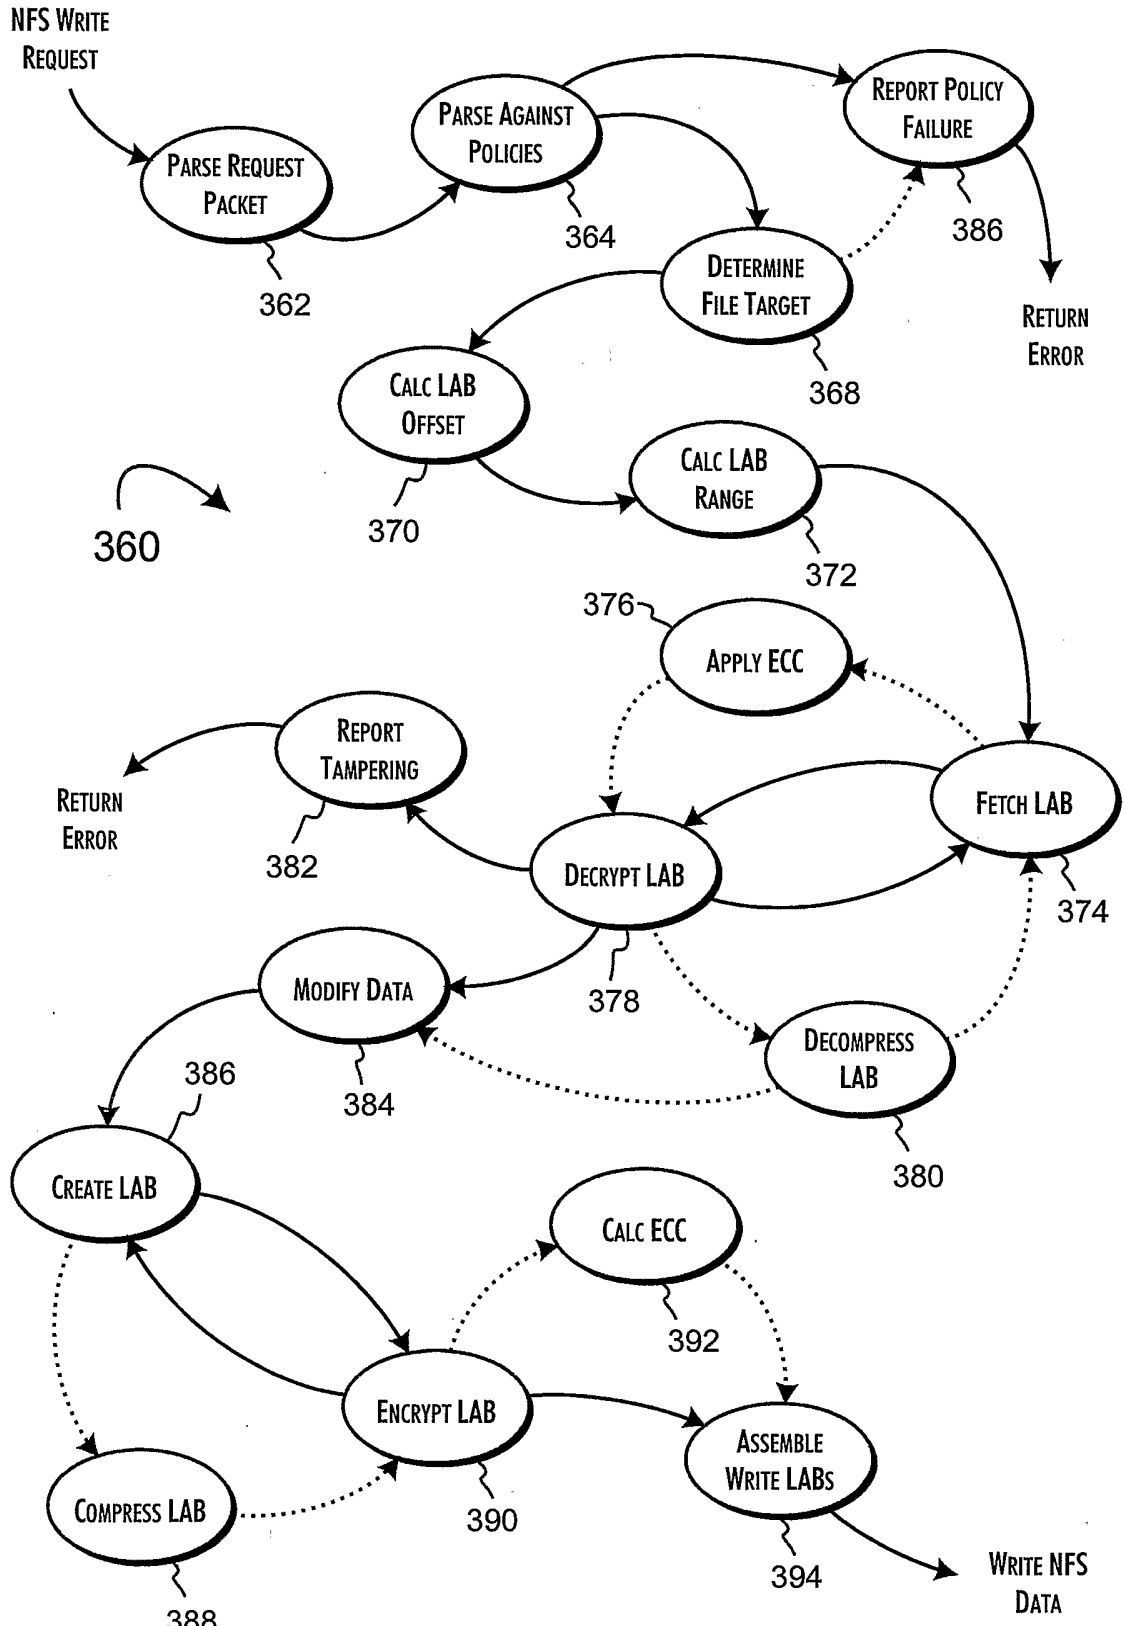 NFS WRITE
REQUEST
PARSE REQUEST
PACKET
362
PARSE AGAINST
POLICIES
364
REPORT POLICY
FAILURE
386
RETURN
ERROR
DETERMINE
FILE TARGET
368
CALC LAB
OFFSET
370
CALC LAB
RANGE
372
360
376
APPLY ECC
REPORT
TAMPERING
382
RETURN
ERROR
FETCH LAB
374
DECRYPT LAB
378
MODIFY DATA
384
DECOMPRESS
LAB
380
386
CREATE LAB
CALC ECC
392
ENCRYPT LAB
390
ASSEMBLE
WRITE LABS
394
COMPRESS LAB
388
WRITE NFS
DATA